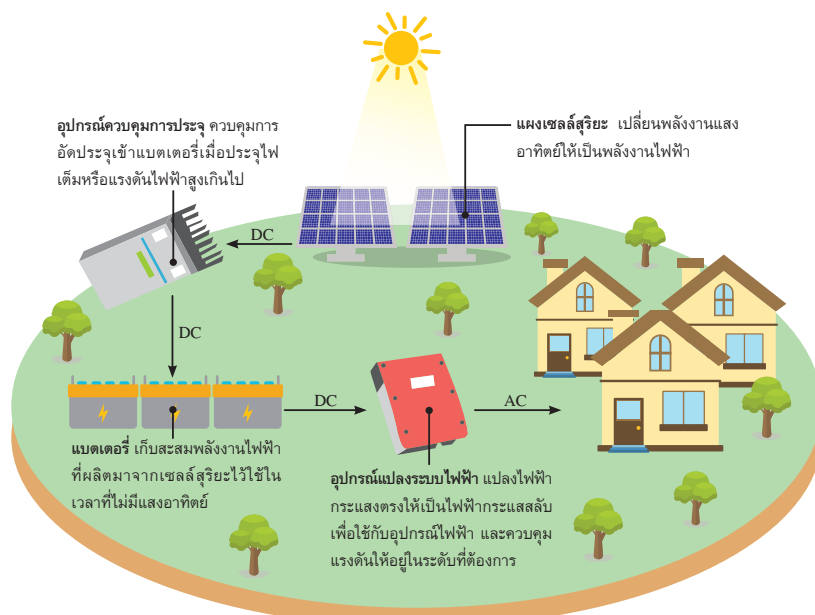 อุปกรณ์ควบคุมการประจุ ควบคุมการ
อัดประจุเข้าแบตเตอรี่เมื่อประจุไฟ
เต็มหรือแรงดันไฟฟ้าสูงเกินไป
แผงเซลล์สุริยะ เปลี่ยนพลังงานแสง
อาทิตย์ให้เป็นพลังงานไฟฟ้า
DC
DC
DC
AC
แบตเตอรี่ เก็บสะสมพลังงานไฟฟ้า
ที่ผลิตมาจากเซลล์สุริยะไว้ใช้ใน
เวลาที่ไม่มีแสงอาทิตย์
อุปกรณ์แปลงระบบไฟฟ้า แปลงไฟฟ้า
กระแสตรงให้เป็นไฟฟ้ากระแสสลับ
เพื่อใช้กับอุปกรณ์ไฟฟ้า และควบคุม
แรงดันให้อยู่ในระดับที่ต้องการ